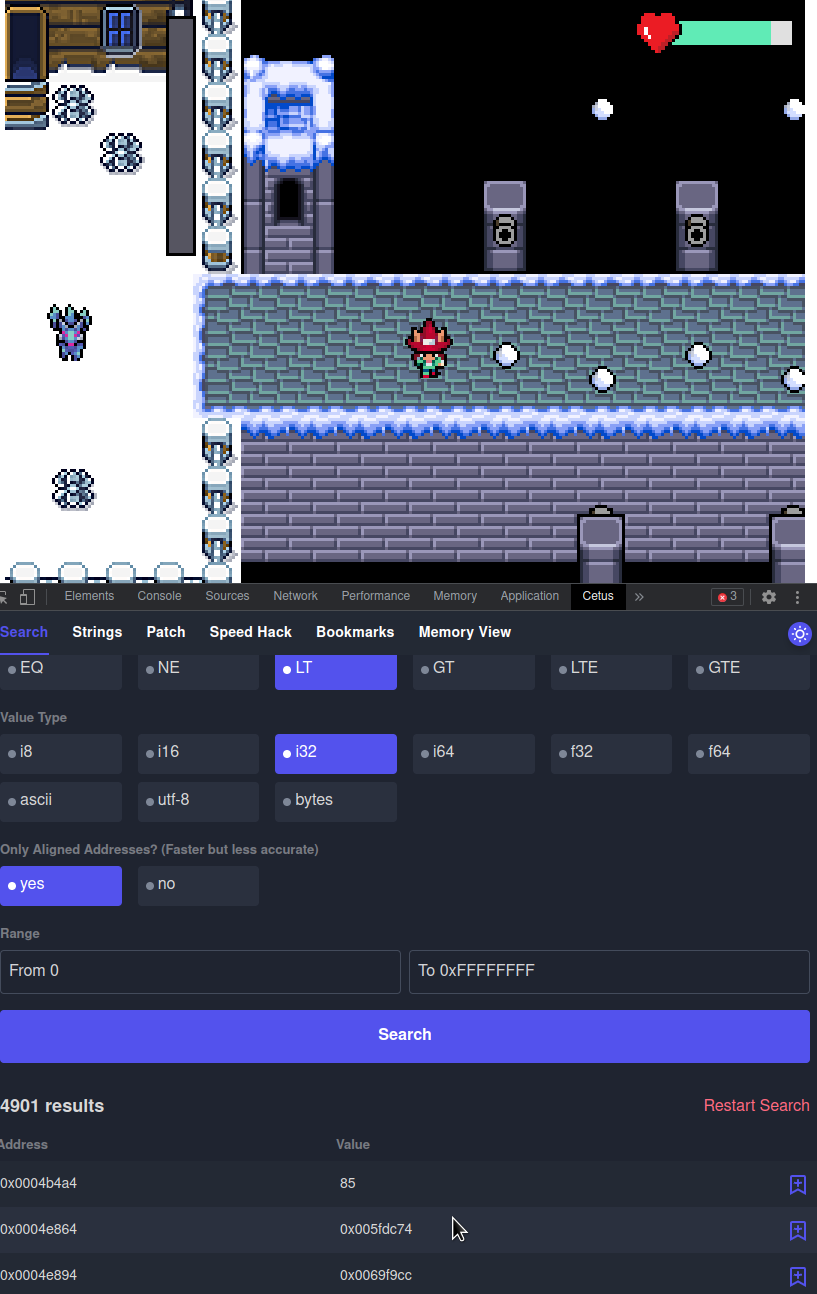 Elements Console Sources Network Performance Memory Application Cetus » 3
Search Strings Patch Speed Hack Bookmarks Memory View
EQ NE LT GT LTE GTE
Value Type
i8 i16 i32 i64 f32 f64
ascii utf-8 bytes
Only Aligned Addresses? (Faster but less accurate)
yes no
Range
From 0 To 0xFFFFFFFF
Search
4901 results Restart Search
Address Value
0x0004b4a4 85
0x0004e864 0x005fdc74
0x0004e894 0x0069f9cc